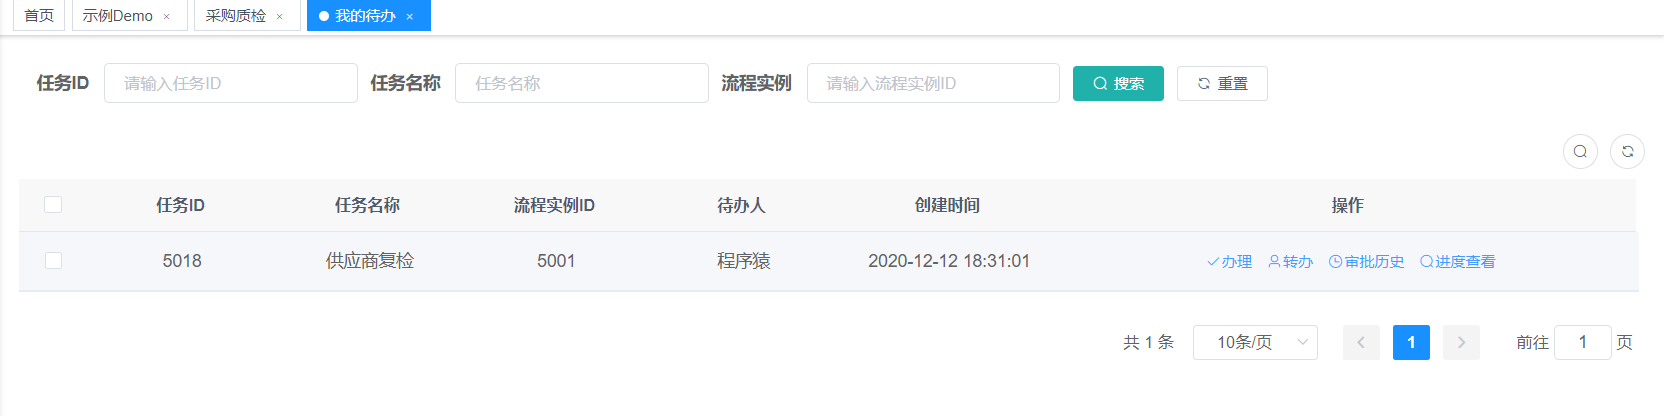 首页 示例Demo × 采购质检 × 我的待办 ×
任务ID 请输入任务ID 任务名称 任务名称 流程实例 请输入流程实例ID 搜索 重置
任务ID 任务名称 流程实例ID 待办人 创建时间 操作
5018 供应商复检 5001 程序猿 2020-12-12 18:31:01 办理 转办 审批历史 进度查看
共 1 条 10条/页 1 前往 1 页